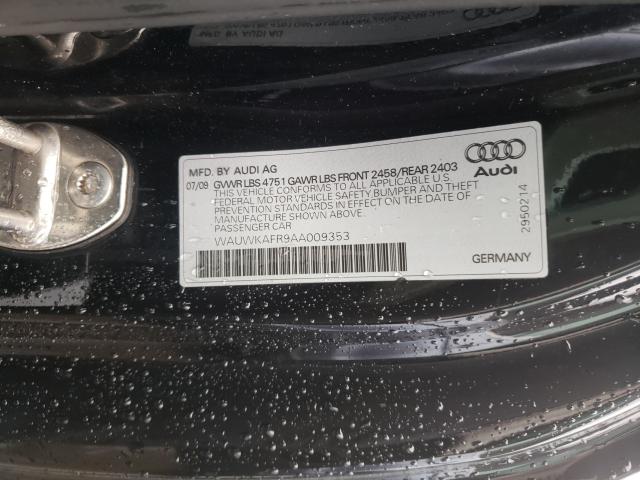 MFD. BY AUDI AG
07/09 GVWR LBS 4751 GAWR LBS FRONT 2458/REAR 2403
THIS VEHICLE CONFORMS TO ALL APPLICABLE U.S.
FEDERAL MOTOR VEHICLE SAFETY BUMPER AND THEFT
PREVENTION STANDARDS IN EFFECT ON THE DATE OF
MANUFACTURE SHOWN ABOVE.
PASSENGER CAR
WAUWKAFR9AA009353
Audi
2950214
GERMANY